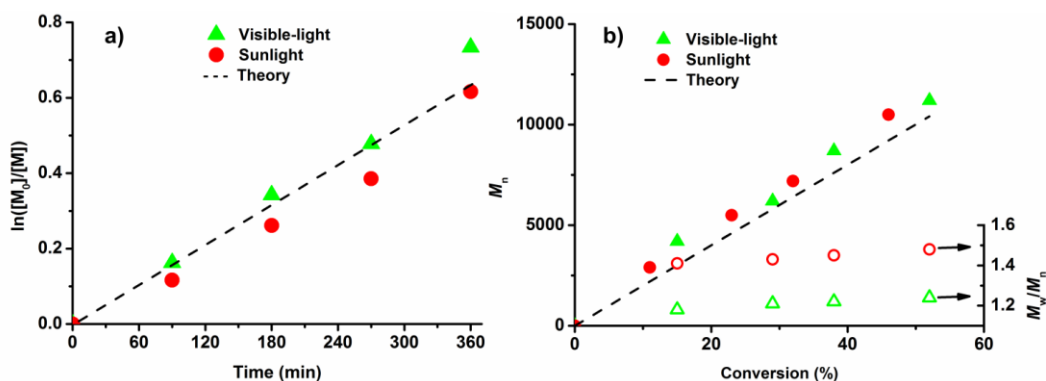 a)
Visible-light
Sunlight
Theory
ln([M₀]/[M])
0.8
0.6
0.4
0.2
0.0
0 60 120 180 240 300 360
Time (min)
b)
Visible-light
Sunlight
Theory
Mn
15000
10000
5000
0
0 20 40 60
Conversion (%)
1.6
1.4
1.2
Mw/Mn